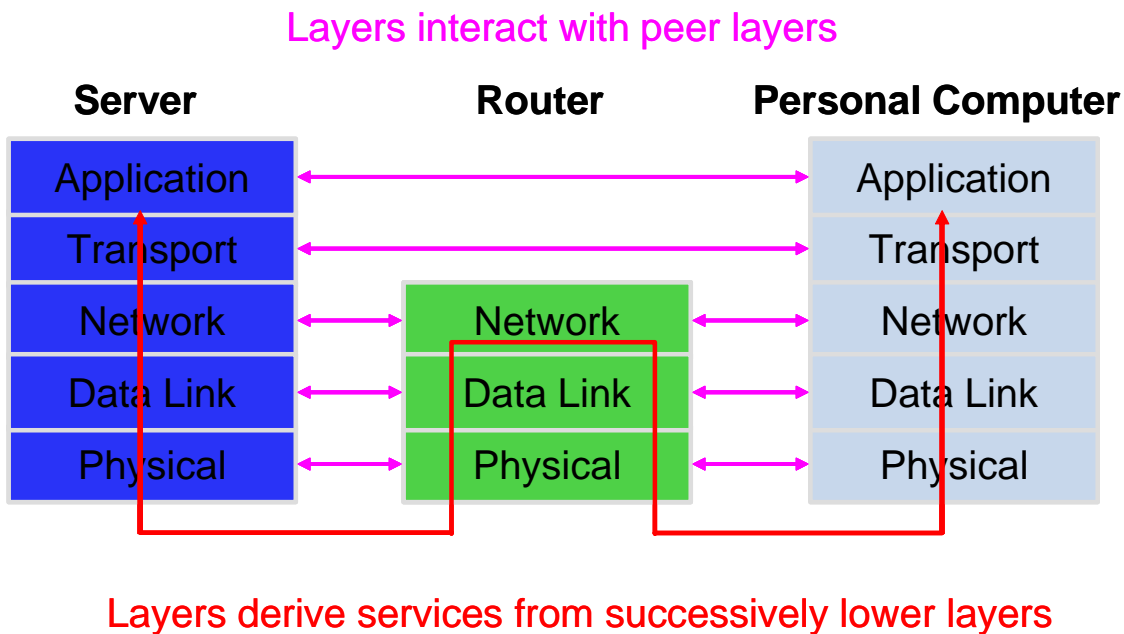 Layers interact with peer layers
Server
Router
Personal Computer
Application
Application
Transport
Transport
Network
Network
Network
Data Link
Data Link
Data Link
Physical
Physical
Physical
Layers derive services from successively lower layers